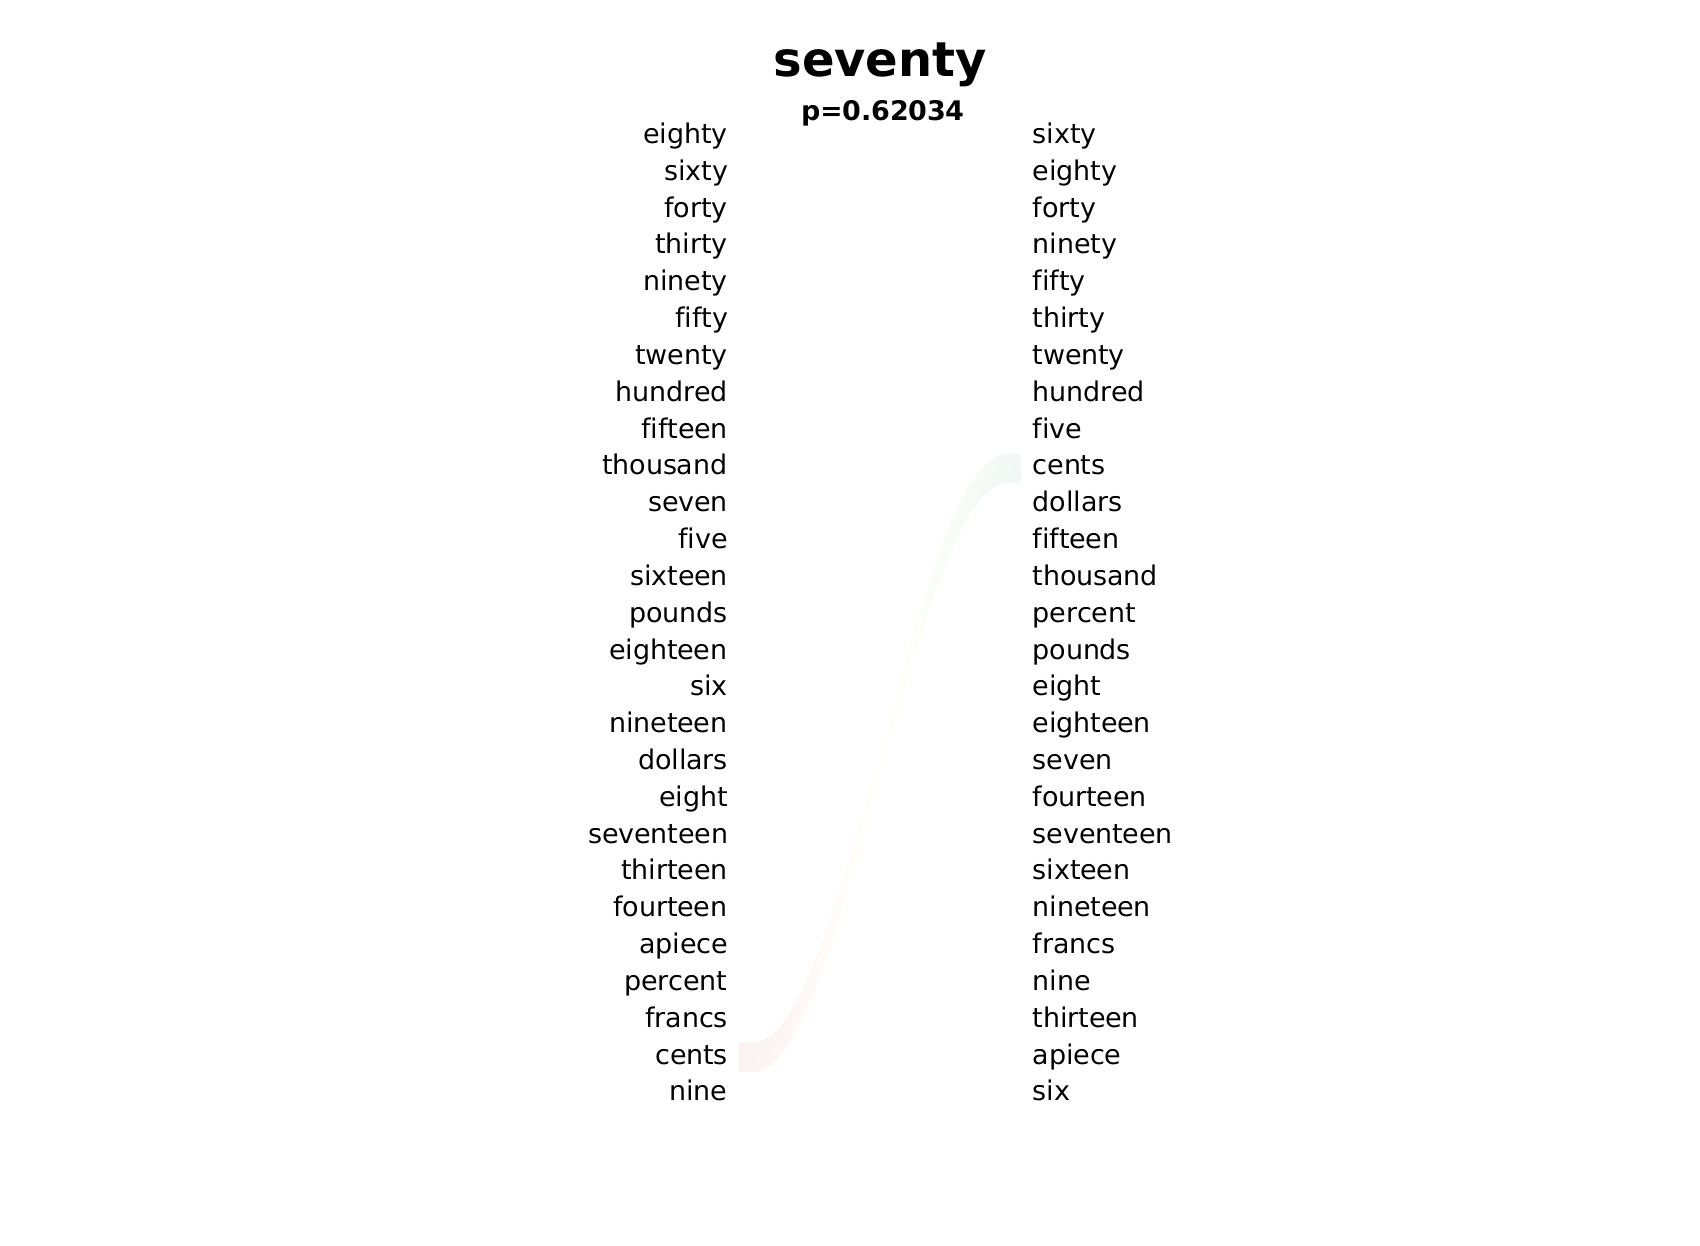 seventy
p=0.62034
eighty
sixty
forty
thirty
ninety
fifty
twenty
hundred
fifteen
thousand
seven
five
sixteen
pounds
eighteen
six
nineteen
dollars
eight
seventeen
thirteen
fourteen
apiece
percent
francs
cents
nine
sixty
eighty
forty
ninety
fifty
thirty
twenty
hundred
five
cents
dollars
fifteen
thousand
percent
pounds
eight
eighteen
seven
fourteen
seventeen
sixteen
nineteen
francs
nine
thirteen
apiece
six